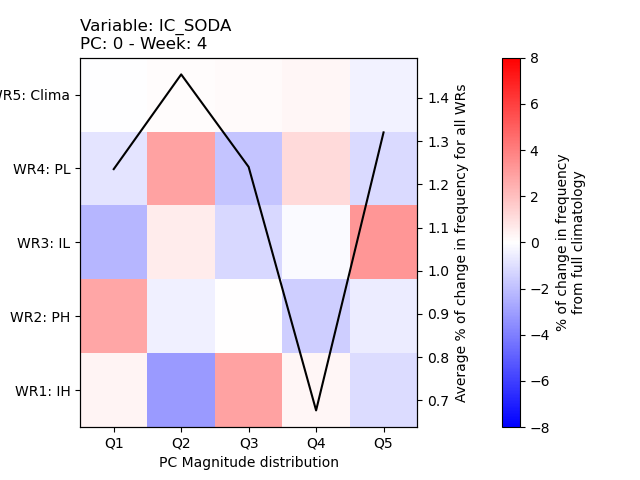 Variable: IC_SODA
PC: 0 - Week: 4
WR5: Clima
WR4: PL
WR3: IL
WR2: PH
WR1: IH
Q1 Q2 Q3 Q4 Q5
PC Magnitude distribution
1.4
1.3
1.2
1.1
1.0
0.9
0.8
0.7
Average % of change in frequency for all WRs
8
6
4
2
0
−2
−4
−6
−8
% of change in frequency
from full climatology